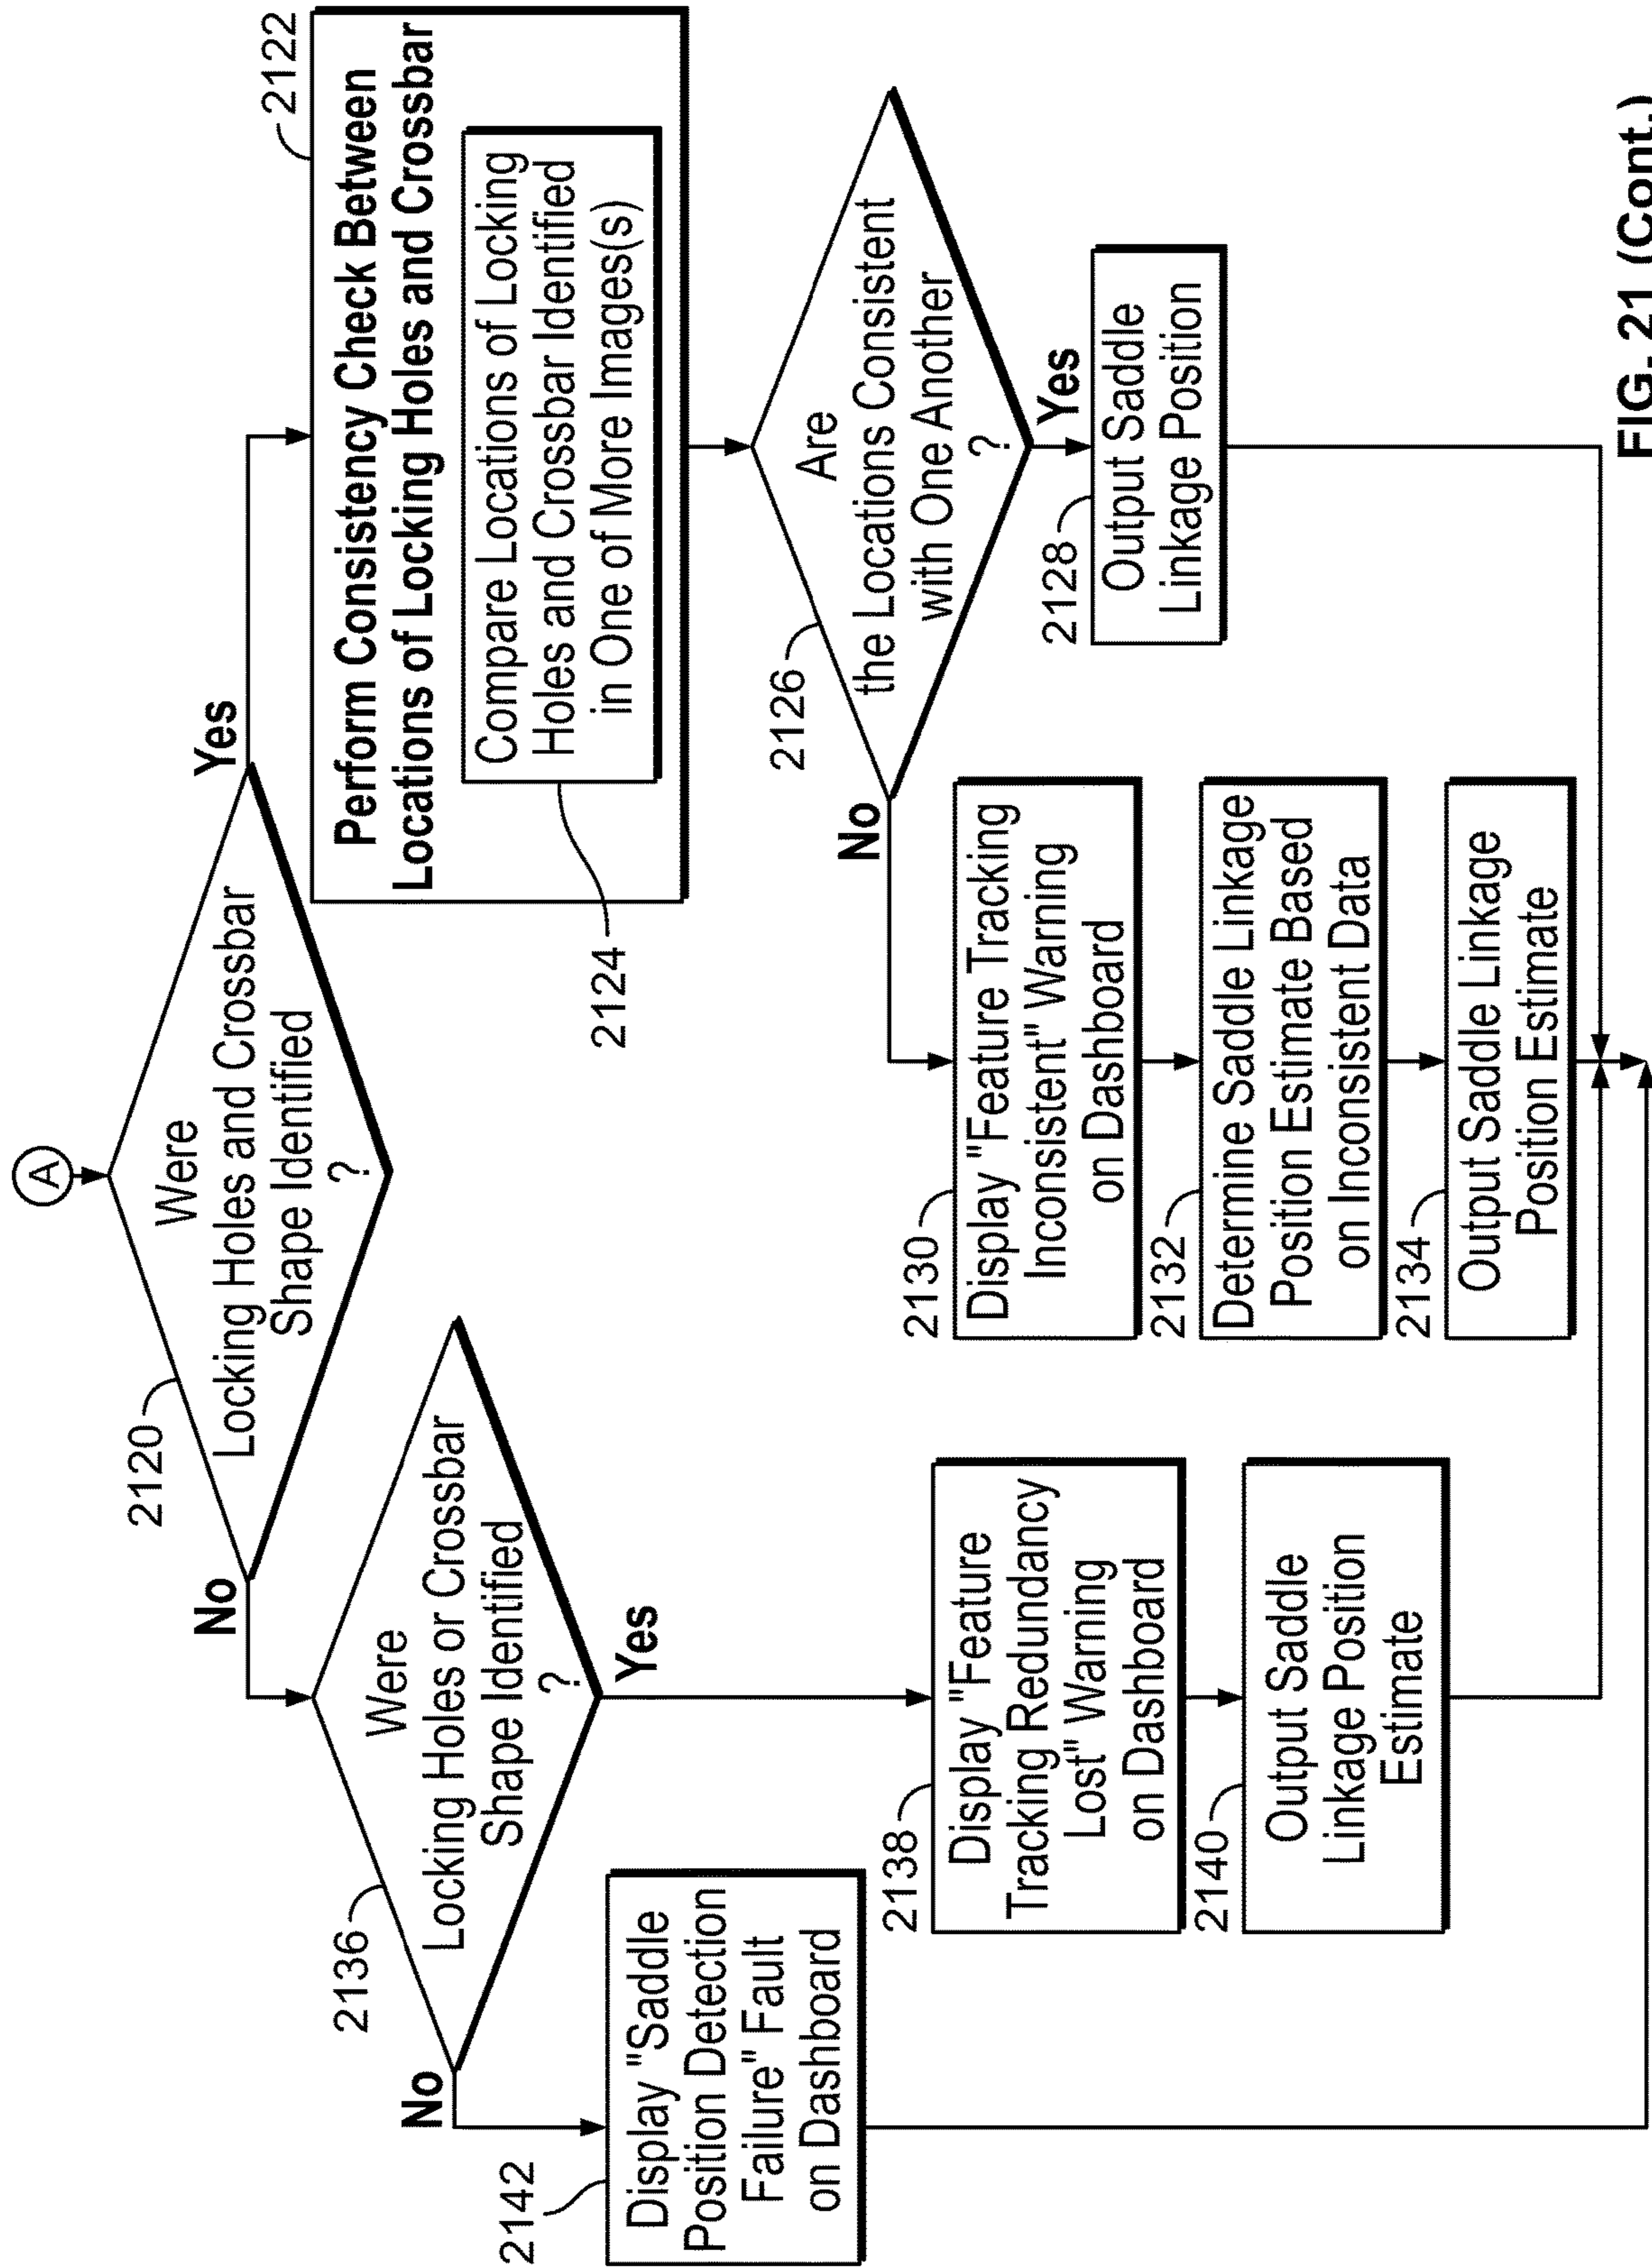 A
2120
Were
Locking Holes and Crossbar
Shape Identified
?
No
Yes
2122
Perform Consistency Check Between
Locations of Locking Holes and Crossbar
Compare Locations of Locking
Holes and Crossbar Identified
in One of More Images(s)
2124
2126
Are
the Locations Consistent
with One Another
?
No
Yes
2128
Output Saddle
Linkage Position
2130
Display "Feature Tracking
Inconsistent" Warning
on Dashboard
2132
Determine Saddle Linkage
Position Estimate Based
on Inconsistent Data
2134
Output Saddle Linkage
Position Estimate
2136
Were
Locking Holes or Crossbar
Shape Identified
?
No
Yes
2138
Display "Feature
Tracking Redundancy
Lost" Warning
on Dashboard
2140
Output Saddle
Linkage Position
Estimate
2142
Display "Saddle
Position Detection
Failure" Fault
on Dashboard
FIG. 21 (Cont.)